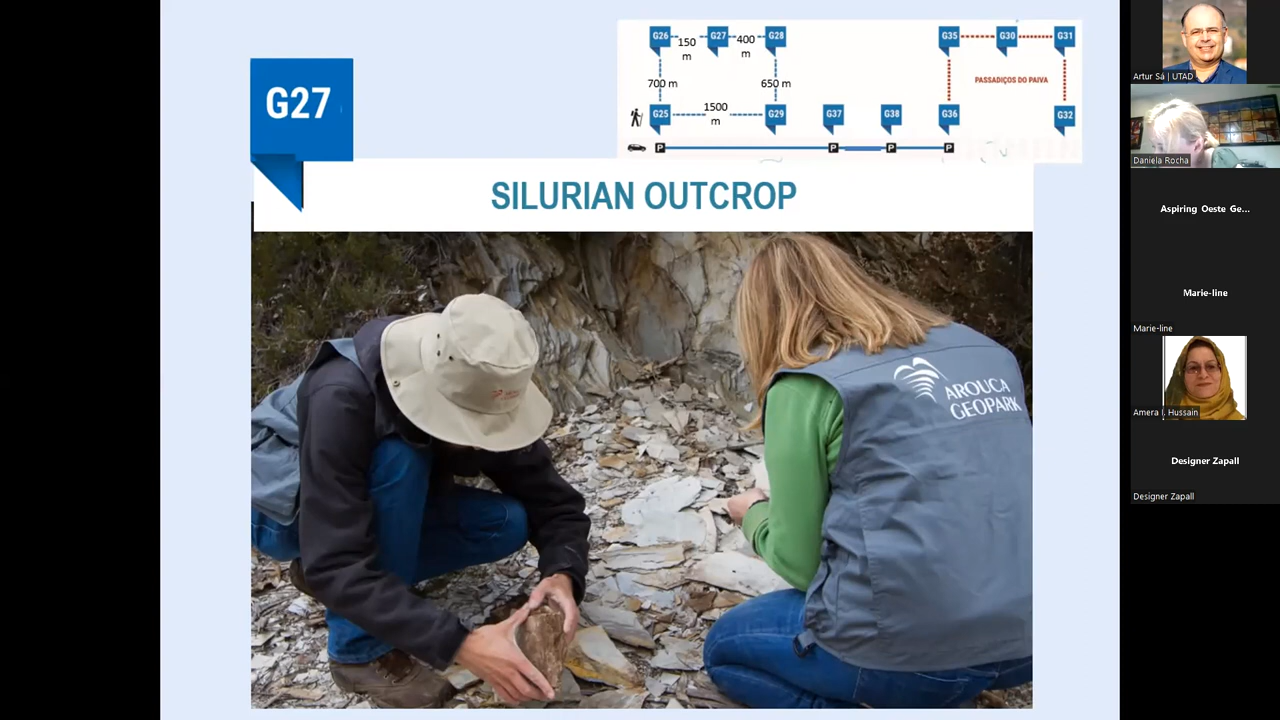 G27
G26
150
m
G27
400
m
G28
700 m
650 m
G25
1500
m
G29
G37
G38
G36
G35
G30
G31
PASSADIÇOS DO PAIVA
G32
P
P
P
P
SILURIAN OUTCROP
AROUCA
GEOPARK
Artur Sá | UTAD
Daniela Rocha
Aspiring Oeste Ge...
Marie-line
Marie-line
Amera I. Hussain
Designer Zapall
Designer Zapall